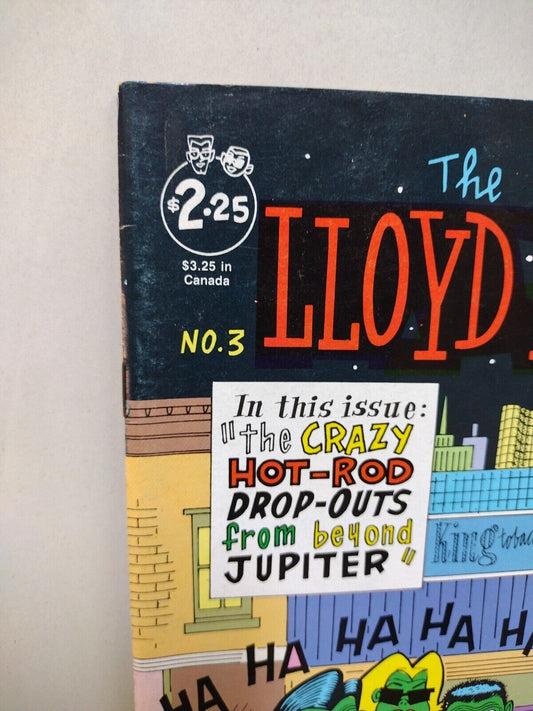 $2.25
$3.25 in
Canada
The
LLOYD
NO.3
In this issue:
"the CRAZY
HOT-ROD
DROP-OUTS
from beyond
JUPITER"
King tobac
HA HA HA HA HA H